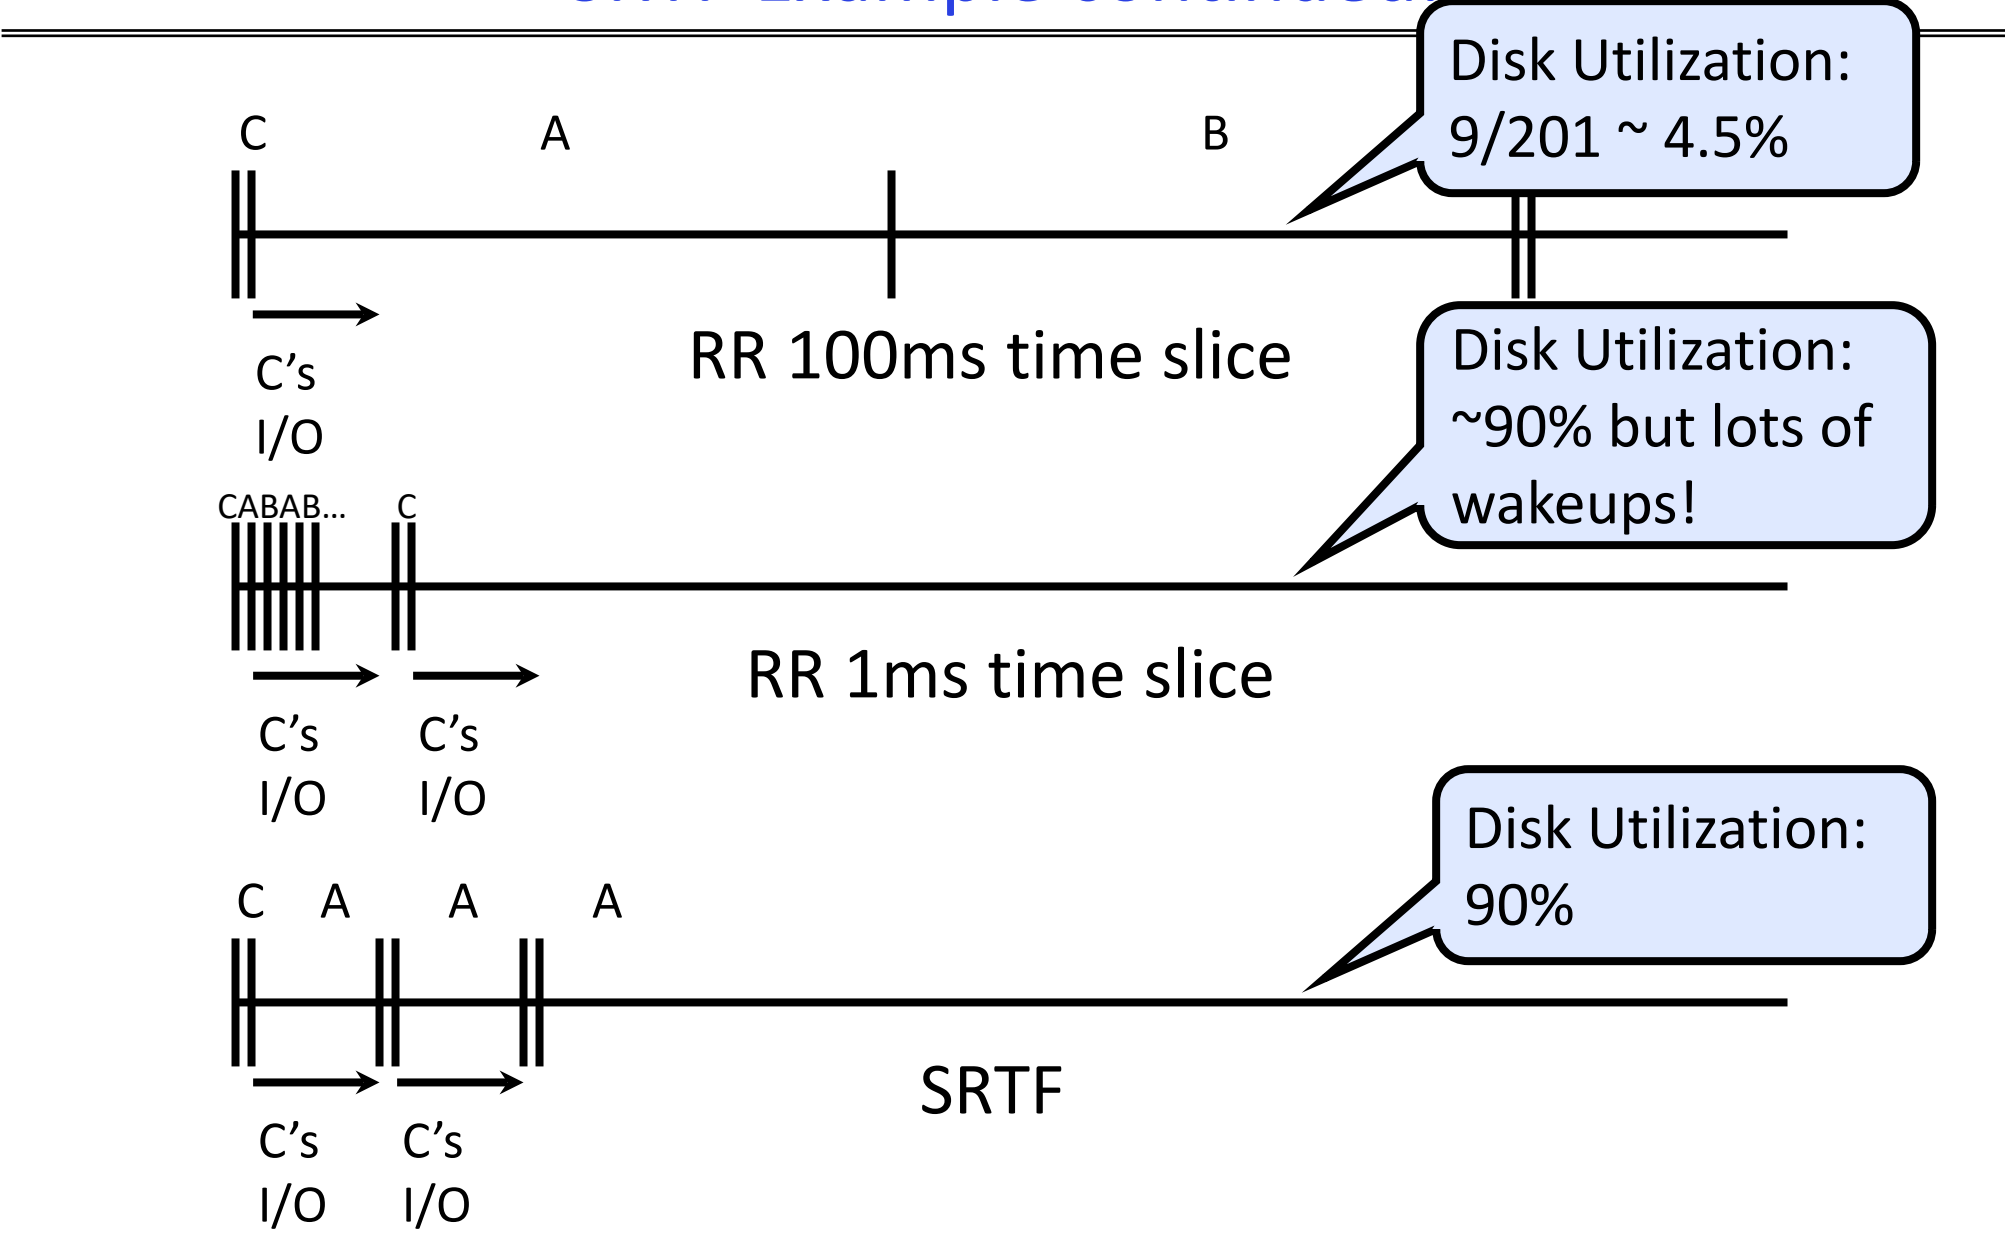 C A B
Disk Utilization:
9/201 ~ 4.5%
C's
I/O
RR 100ms time slice
Disk Utilization:
~90% but lots of
wakeups!
CABAB... C
C's C's
I/O I/O
RR 1ms time slice
Disk Utilization:
90%
C A A A
C's C's
I/O I/O
SRTF